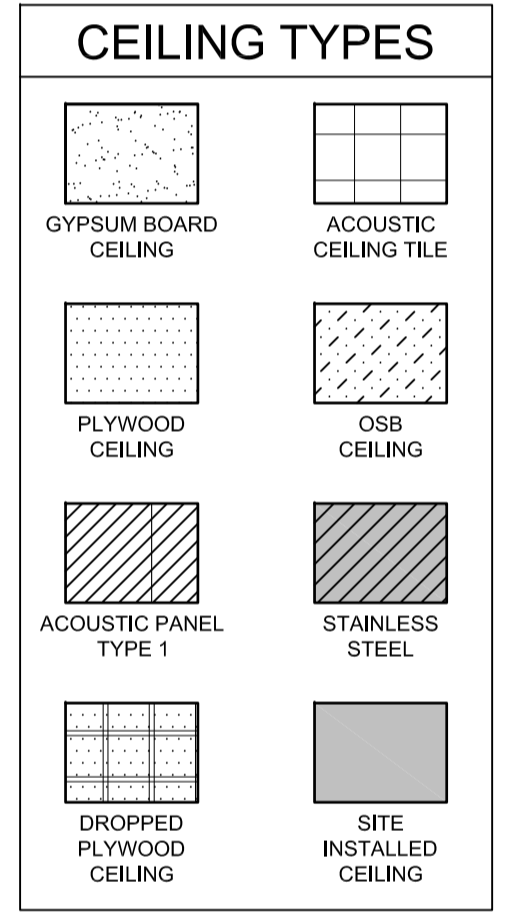 CEILING TYPES
GYPSUM BOARD
CEILING
ACOUSTIC
CEILING TILE
PLYWOOD
CEILING
OSB
CEILING
ACOUSTIC PANEL
TYPE 1
STAINLESS
STEEL
DROPPED
PLYWOOD
CEILING
SITE
INSTALLED
CEILING